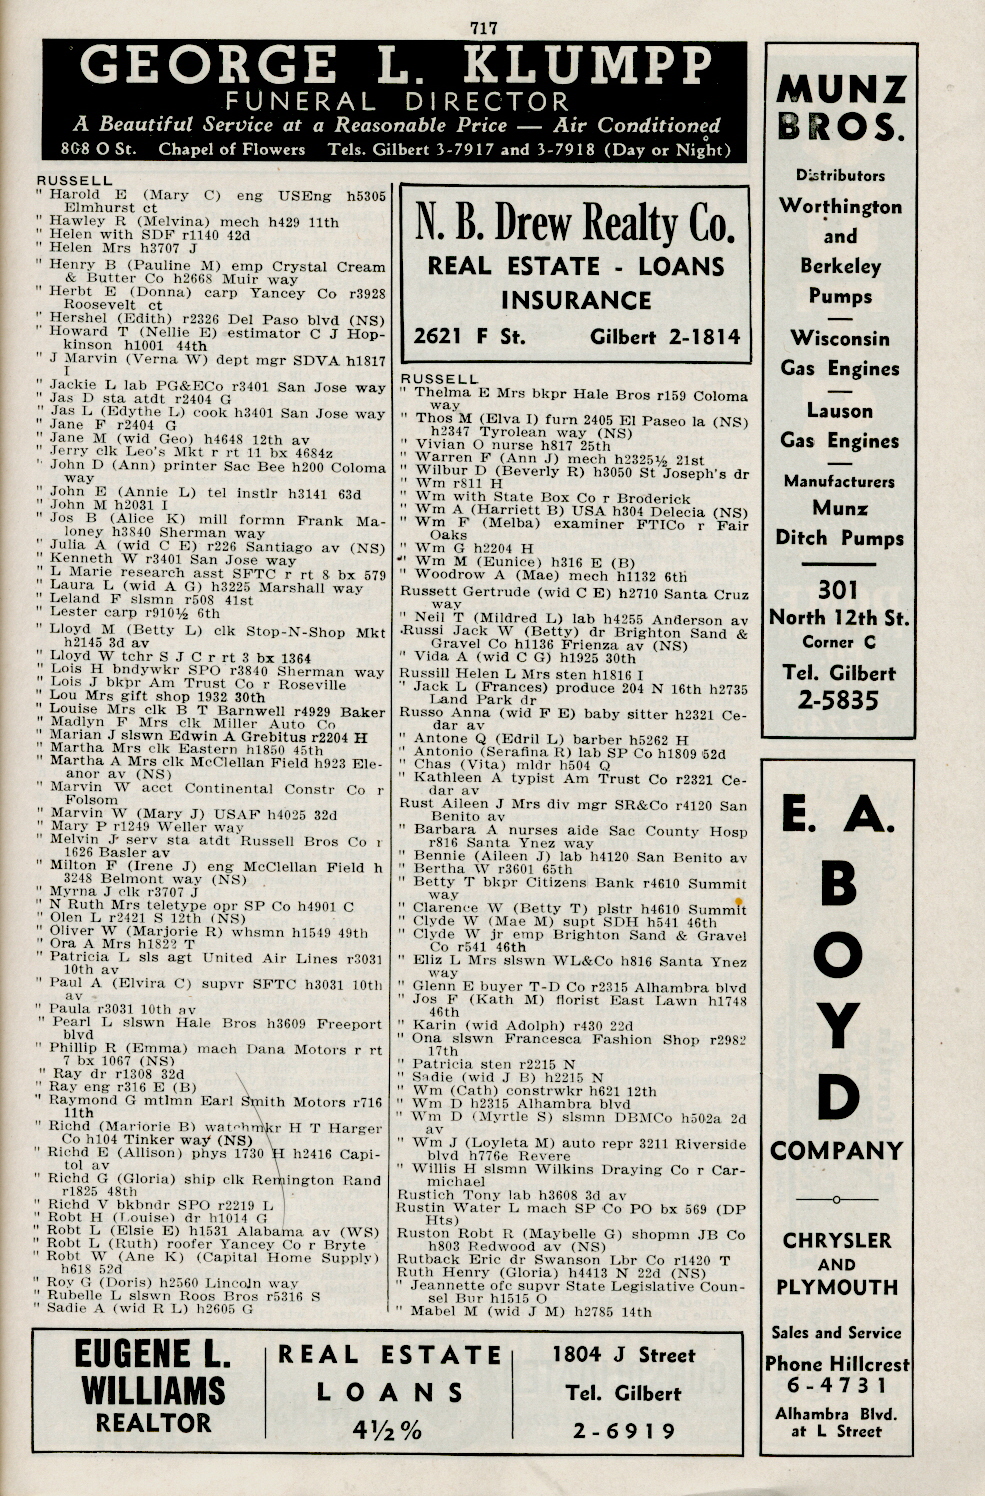 717
GEORGE L. KLUMPP
FUNERAL DIRECTOR
A Beautiful Service at a Reasonable Price — Air Conditioned
808 O St. Chapel of Flowers Tels. Gilbert 3-7917 and 3-7918 (Day or Night)
RUSSELL
" Harold E (Mary C) eng USEng h5305
Elmhurst ct
" Hawley R (Melvina) mech h429 11th
" Helen with SDF r1140 42d
" Helen Mrs h3707 J
" Henry B (Pauline M) emp Crystal Cream
& Butter Co h2668 Muir way
" Herbt E (Donna) carp Yancey Co r3928
Roosevelt ct
" Hershel (Edith) r2326 Del Paso blvd (NS)
" Howard T (Nellie E) estimator C J Hop-
kinson h1001 44th
" J Marvin (Verna W) dept mgr SDVA h1817
I
" Jackie L lab PG&ECo r3401 San Jose way
" Jas D sta atdt r2404 G
" Jas L (Edythe L) cook h3401 San Jose way
" Jane F r2404 G
" Jane M (wid Geo) h4648 12th av
" Jerry clk Leo's Mkt r rt 11 bx 4684z
" John D (Ann) printer Sac Bee h200 Coloma
way
" John E (Annie L) tel instlr h3141 63d
" John M h2031 I
" Jos B (Alice K) mill formn Frank Ma-
loney h3840 Sherman way
" Julia A (wid C E) r226 Santiago av (NS)
" Kenneth W r3401 San Jose way
" L Marie research asst SFTC r rt 8 bx 579
" Laura L (wid A G) h3225 Marshall way
" Leland F slsmn r508 41st
" Lester carp r910½ 6th
" Lloyd M (Betty L) clk Stop-N-Shop Mkt
h2145 3d av
" Lloyd W tchr S J C r rt 3 bx 1364
" Lois H bndywkr SPO r3840 Sherman way
" Lois J bkpr Am Trust Co r Roseville
" Lou Mrs gift shop 1932 30th
" Louise Mrs clk B T Barnwell r4929 Baker
" Madlyn F Mrs clk Miller Auto Co
" Marian J slswn Edwin A Grebitus r2204 H
" Martha Mrs clk Eastern h1850 45th
" Martha A Mrs clk McClellan Field h923 Ele-
anor av (NS)
" Marvin W acct Continental Constr Co r
Folsom
" Marvin W (Mary J) USAF h4025 32d
" Mary P r1249 Weller way
" Melvin J serv sta atdt Russell Bros Co r
1626 Basler av
" Milton F (Irene J) eng McClellan Field h
3248 Belmont way (NS)
" Myrna J clk r3707 J
" N Ruth Mrs teletype opr SP Co h4901 C
" Olen L r2421 S 12th (NS)
" Oliver W (Marjorie R) whsmn h1549 49th
" Ora A Mrs h1822 T
" Patricia L sls agt United Air Lines r3031
10th av
" Paul A (Elvira C) supvr SFTC h3031 10th
av
" Paula r3031 10th av
" Pearl L slswn Hale Bros h3609 Freeport
blvd
" Phillip R (Emma) mach Dana Motors r rt
7 bx 1067 (NS)
" Ray dr r1308 32d
" Ray eng r316 E (B)
" Raymond G mtlmn Earl Smith Motors r716
11th
" Richd (Marjorie B) watchmkr H T Harger
Co h104 Tinker way (NS)
" Richd E (Allison) phys 1730 H h2416 Capi-
tol av
" Richd G (Gloria) ship clk Remington Rand
r1825 48th
" Richd V bkbndr SPO r2219 L
" Robt H (Louise) dr h1014 G
" Robt L (Elsie E) h1531 Alabama av (WS)
" Robt L (Ruth) roofer Yancey Co r Bryte
" Robt W (Ane K) (Capital Home Supply)
h618 52d
" Roy G (Doris) h2560 Lincoln way
" Rubelle L slswn Roos Bros r5316 S
" Sadie A (wid R L) h2605 G
N. B. Drew Realty Co.
REAL ESTATE - LOANS
INSURANCE
2621 F St. Gilbert 2-1814
RUSSELL
" Thelma E Mrs bkpr Hale Bros r159 Coloma
way
" Thos M (Elva I) furn 2405 El Paseo la (NS)
h2347 Tyrolean way (NS)
" Vivian O nurse h817 25th
" Warren F (Ann J) mech h2325½ 21st
" Wilbur D (Beverly R) h3050 St Joseph's dr
" Wm r811 H
" Wm with State Box Co r Broderick
" Wm A (Harriett B) USA h304 Delecia (NS)
" Wm F (Melba) examiner FTICo r Fair
Oaks
" Wm G h2204 H
" Wm M (Eunice) h316 E (B)
" Woodrow A (Mae) mech h1132 6th
Russett Gertrude (wid C E) h2710 Santa Cruz
way
" Neil T (Mildred L) lab h4255 Anderson av
Russi Jack W (Betty) dr Brighton Sand &
Gravel Co h1136 Frienza av (NS)
" Vida A (wid C G) h1925 30th
Russill Helen L Mrs sten h1816 I
" Jack L (Frances) produce 204 N 16th h2735
Land Park dr
Russo Anna (wid F E) baby sitter h2321 Ce-
dar av
" Antone Q (Edril L) barber h5262 H
" Antonio (Serafina R) lab SP Co h1809 52d
" Chas (Vita) mldr h504 Q
" Kathleen A typist Am Trust Co r2321 Ce-
dar av
Rust Aileen J Mrs div mgr SR&Co r4120 San
Benito av
" Barbara A nurses aide Sac County Hosp
r816 Santa Ynez way
" Bennie (Aileen J) lab h4120 San Benito av
" Bertha W r3601 65th
" Betty T bkpr Citizens Bank r4610 Summit
way
" Clarence W (Betty T) plstr h4610 Summit
" Clyde W (Mae M) supt SDH h541 46th
" Clyde W jr emp Brighton Sand & Gravel
Co r541 46th
" Eliz L Mrs slswn WL&Co h816 Santa Ynez
way
" Glenn E buyer T-D Co r2315 Alhambra blvd
" Jos F (Kath M) florist East Lawn h1748
46th
" Karin (wid Adolph) r430 22d
" Ona slswn Francesca Fashion Shop r2982
17th
" Patricia sten r2215 N
" Sadie (wid J B) h2215 N
" Wm (Cath) constrwkr h621 12th
" Wm D h2315 Alhambra blvd
" Wm D (Myrtle S) slsmn DBMCo h502a 2d
av
" Wm J (Loyleta M) auto repr 3211 Riverside
blvd h776e Revere
" Willis H slsmn Wilkins Draying Co r Car-
michael
Rustich Tony lab h3608 3d av
Rustin Water L mach SP Co PO bx 569 (DP
Hts)
Ruston Robt R (Maybelle G) shopmn JB Co
h803 Redwood av (NS)
Rutback Eric dr Swanson Lbr Co r1420 T
Ruth Henry (Gloria) h4413 N 22d (NS)
" Jeannette ofc supvr State Legislative Coun-
sel Bur h1515 O
" Mabel M (wid J M) h2785 14th
MUNZ
BROS.
Distributors
Worthington
and
Berkeley
Pumps
Wisconsin
Gas Engines
Lauson
Gas Engines
Manufacturers
Munz
Ditch Pumps
301
North 12th St.
Corner C
Tel. Gilbert
2-5835
E. A.
B
O
Y
D
COMPANY
CHRYSLER
AND
PLYMOUTH
Sales and Service
Phone Hillcrest
6-4731
Alhambra Blvd.
at L Street
EUGENE L.
WILLIAMS
REALTOR
REAL ESTATE
LOANS
4½%
1804 J Street
Tel. Gilbert
2-6919